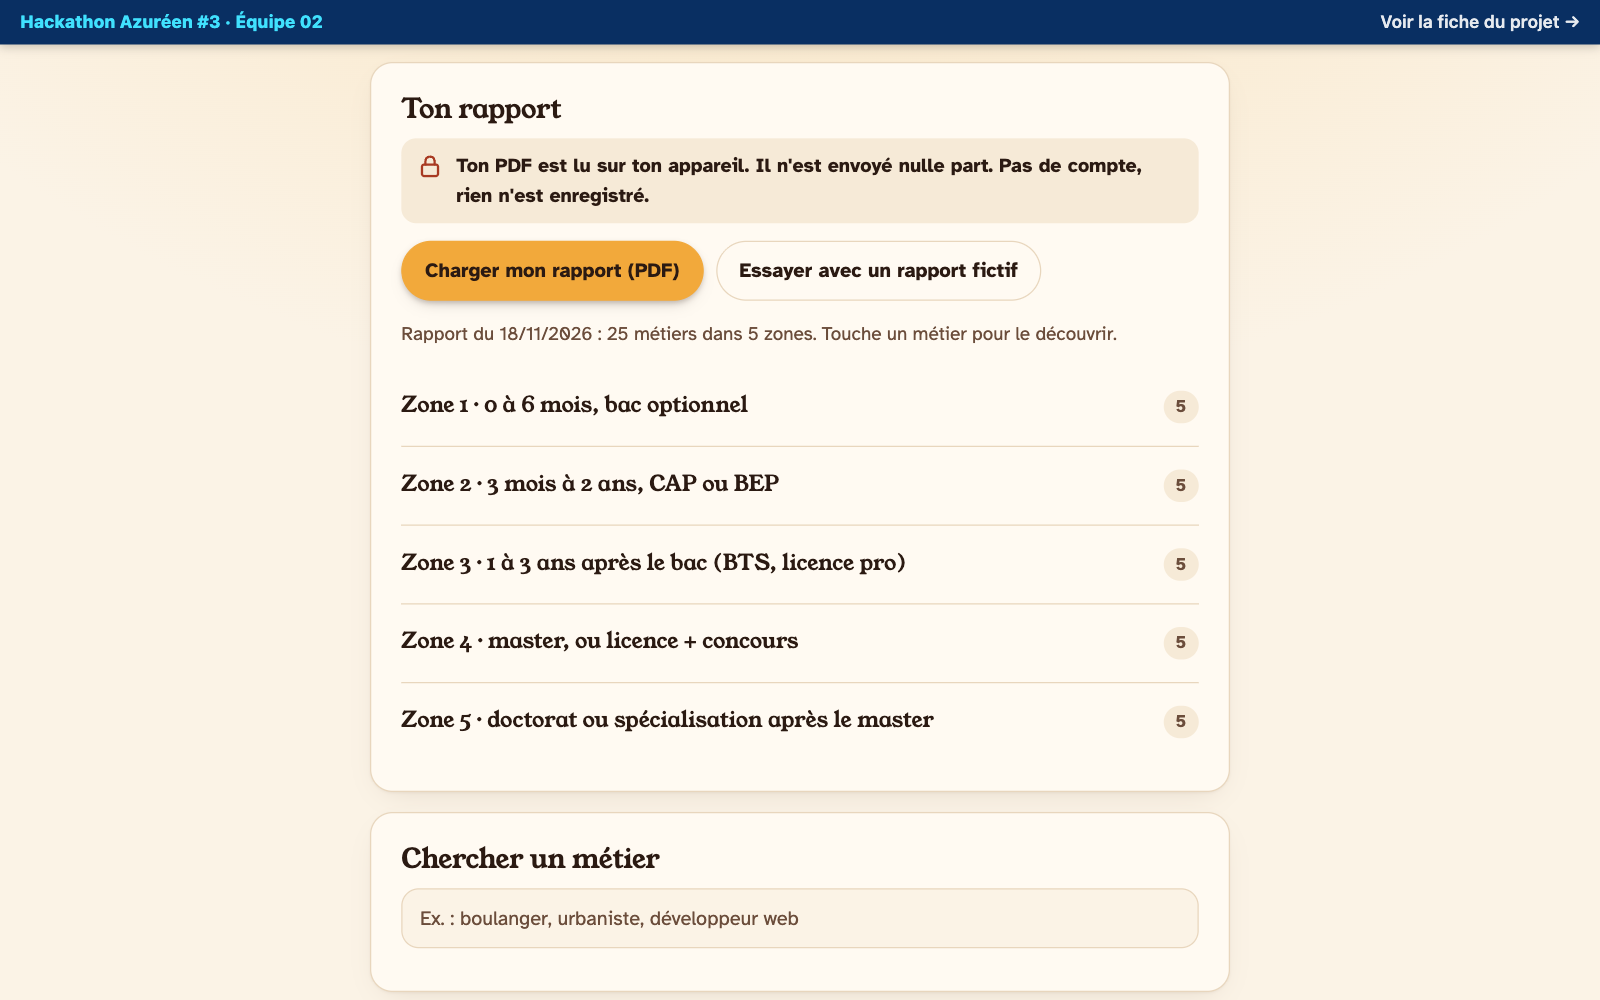 Hackathon Azuréen #3 · Équipe 02
Voir la fiche du projet →
Ton rapport
Ton PDF est lu sur ton appareil. Il n'est envoyé nulle part. Pas de compte,
rien n'est enregistré.
Charger mon rapport (PDF)
Essayer avec un rapport fictif
Rapport du 18/11/2026 : 25 métiers dans 5 zones. Touche un métier pour le découvrir.
Zone 1 · 0 à 6 mois, bac optionnel
5
Zone 2 · 3 mois à 2 ans, CAP ou BEP
5
Zone 3 · 1 à 3 ans après le bac (BTS, licence pro)
5
Zone 4 · master, ou licence + concours
5
Zone 5 · doctorat ou spécialisation après le master
5
Chercher un métier
Ex. : boulanger, urbaniste, développeur web